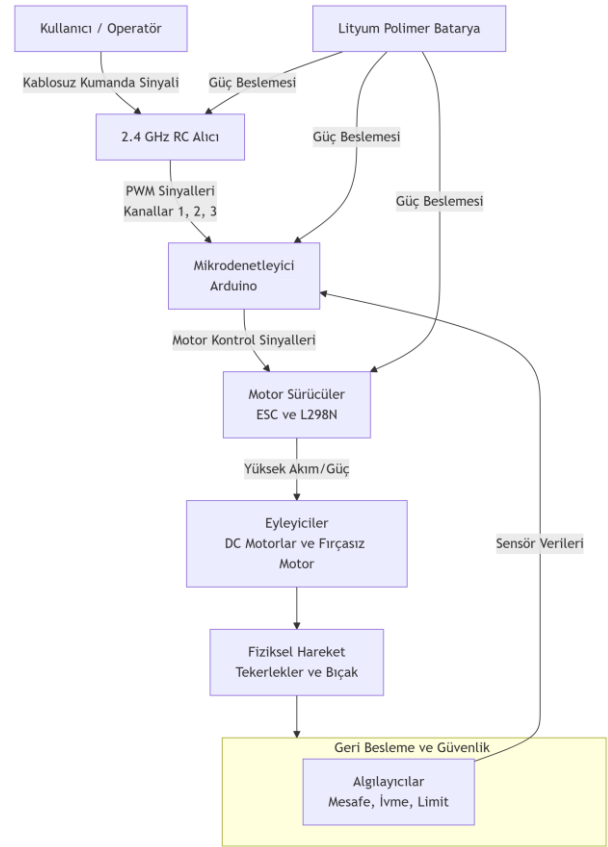 Kullanıcı / Operatör
Lityum Polimer Batarya
Kablosuz Kumanda Sinyali
Güç Beslemesi
2.4 GHz RC Alıcı
Güç Beslemesi
PWM Sinyalleri
Kanallar 1, 2, 3
Güç Beslemesi
Mikrodenetleyici
Arduino
Motor Kontrol Sinyalleri
Motor Sürücüler
ESC ve L298N
Yüksek Akım/Güç
Eyleyiciler
DC Motorlar ve Fırçasız
Motor
Sensör Verileri
Fiziksel Hareket
Tekerlekler ve Bıçak
Geri Besleme ve Güvenlik
Algılayıcılar
Mesafe, İvme, Limit